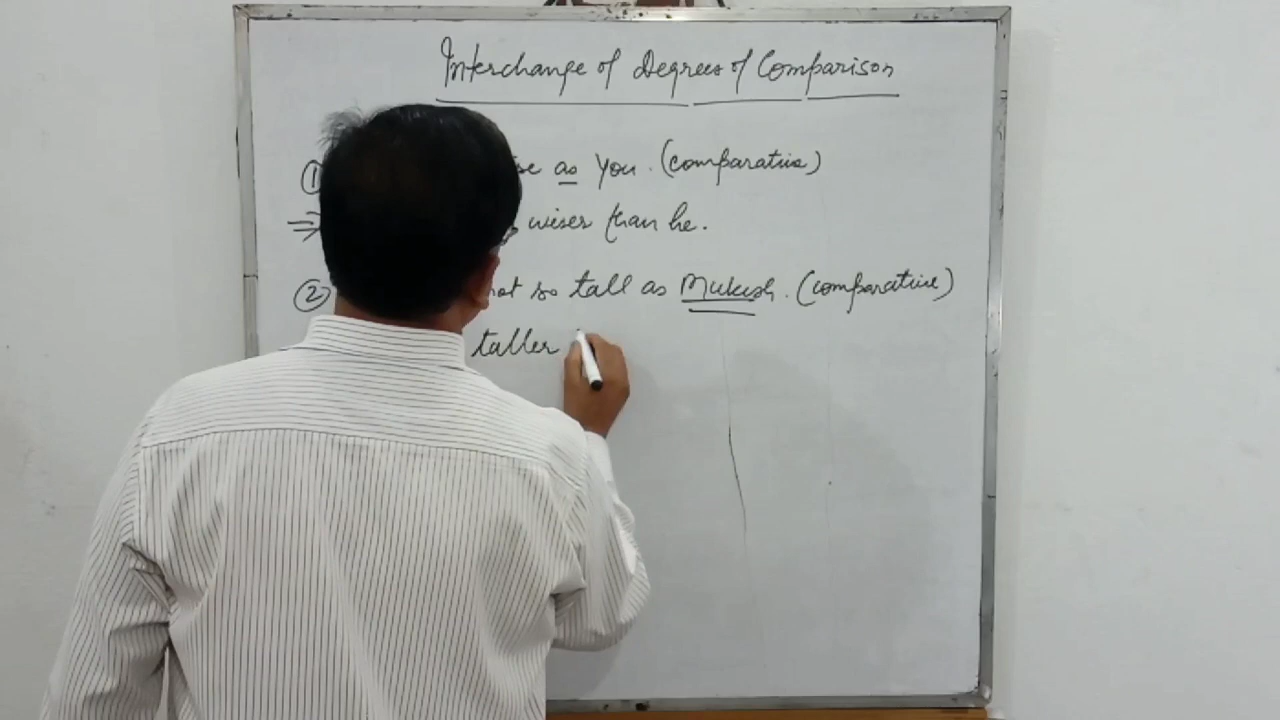 Interchange of Degrees of Comparison
① as you. (comparative)
⇒ wiser than he.
② not so tall as Mukesh. (comparative)
taller